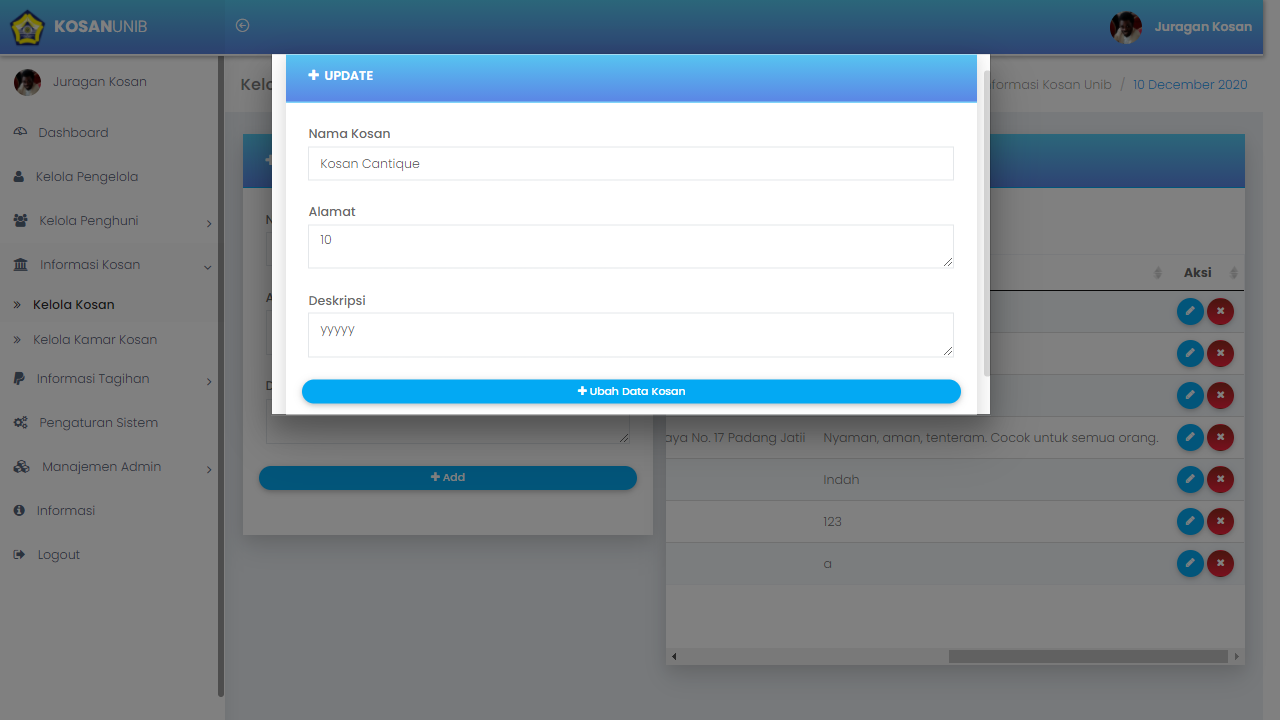 KOSANUNIB
Juragan Kosan
Juragan Kosan
Dashboard
Kelola Pengelola
Kelola Penghuni
Informasi Kosan
Kelola Kosan
Kelola Kamar Kosan
Informasi Tagihan
Pengaturan Sistem
Manajemen Admin
Informasi
Logout
Kosan Unib / 10 December 2020
UPDATE
Nama Kosan
Kosan Cantique
Alamat
10
Deskripsi
yyyyy
Ubah Data Kosan
Add
Aksi
No. 17 Padang Jatii Nyaman, aman, tenteram. Cocok untuk semua orang.
Indah
123
a